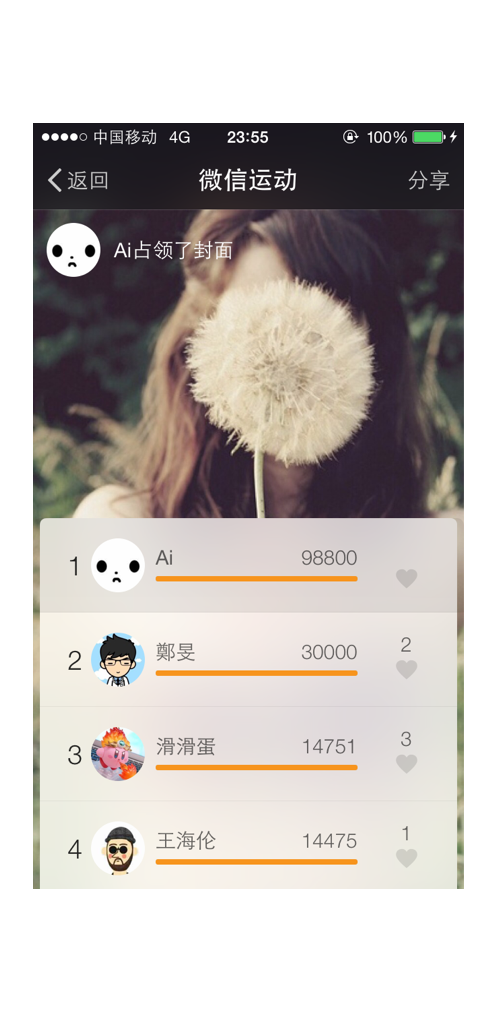 中国移动 4G 23:55 100%
返回 微信运动 分享
Ai占领了封面
1 Ai 98800
2 鄭旻 30000 2
3 滑滑蛋 14751 3
4 王海伦 14475 1